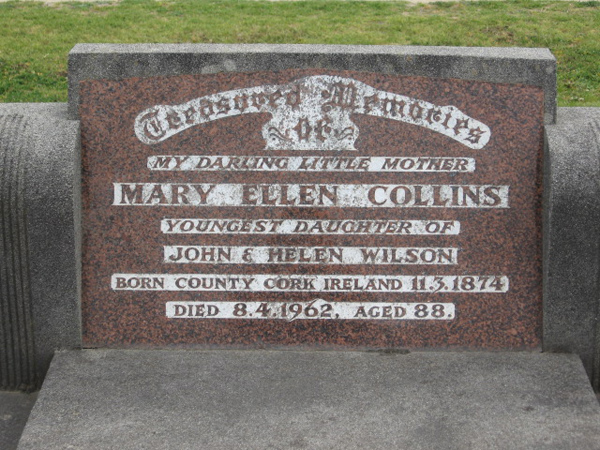 Treasured Memories
of
MY DARLING LITTLE MOTHER
MARY ELLEN COLLINS
YOUNGEST DAUGHTER OF
JOHN & HELEN WILSON
BORN COUNTY CORK IRELAND 11.3.1874
DIED 8.4.1962, AGED 88.